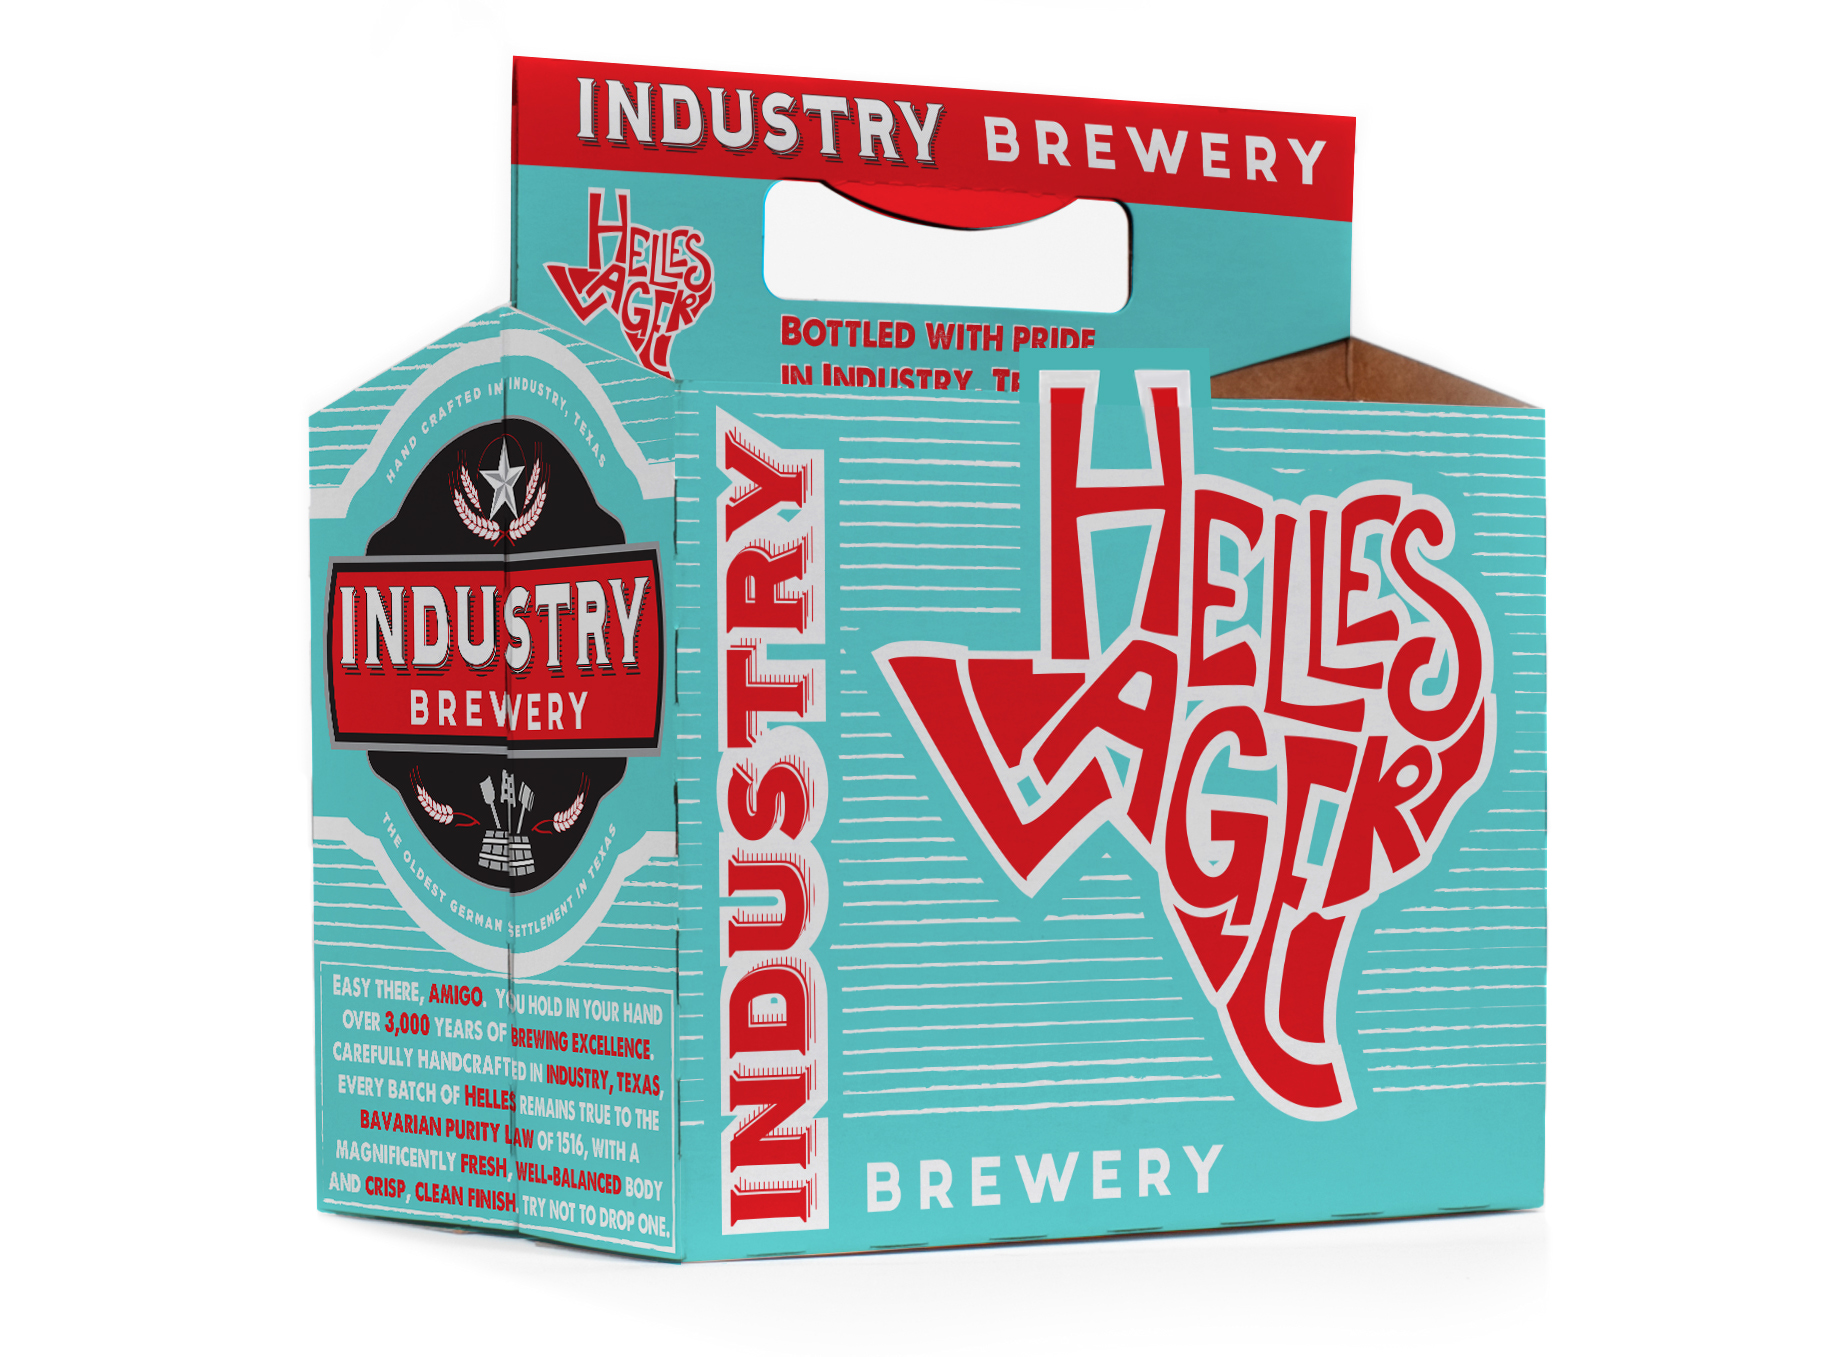 INDUSTRY BREWERY
HELLES
LAGER
BOTTLED WITH PRIDE
IN INDUSTRY,
HAND CRAFTED IN INDUSTRY, TEXAS
INDUSTRY
BREWERY
THE OLDEST GERMAN SETTLEMENT IN TEXAS
EASY THERE, AMIGO. YOU HOLD IN YOUR HAND
OVER 3,000 YEARS OF BREWING EXCELLENCE.
CAREFULLY HANDCRAFTED IN INDUSTRY, TEXAS,
EVERY BATCH OF HELLES REMAINS TRUE TO THE
BAVARIAN PURITY LAW OF 1516, WITH A
MAGNIFICENTLY FRESH, WELL-BALANCED BODY
AND CRISP, CLEAN FINISH. TRY NOT TO DROP ONE.
INDUSTRY
HELLES
LAGER
BREWERY